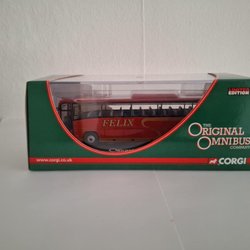 LIMITED
EDITION
FELIX
THE
ORIGINAL
OMNIBUS
COMPANY
www.corgi.co.uk
CORGI